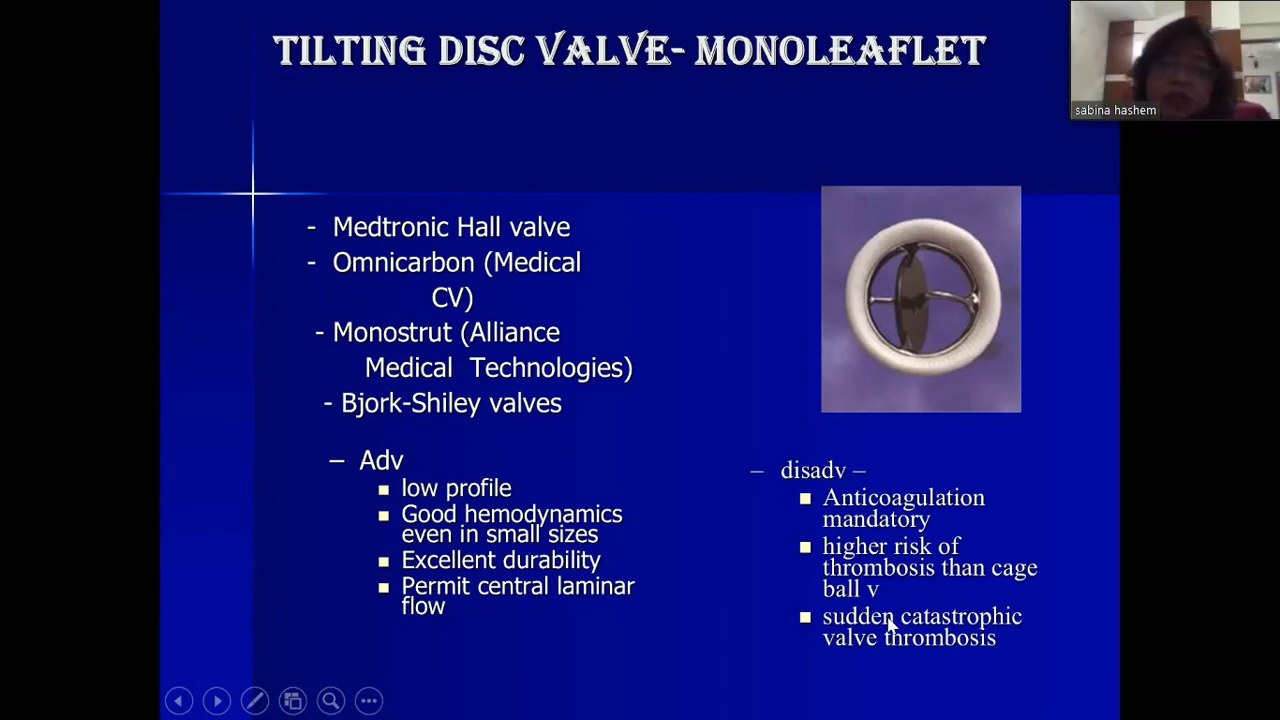 TILTING DISC VALVE- MONOLEAFLET
sabina hashem
- Medtronic Hall valve
- Omnicarbon (Medical
CV)
- Monostrut (Alliance
Medical Technologies)
- Bjork-Shiley valves
– Adv
■ low profile
■ Good hemodynamics
even in small sizes
■ Excellent durability
■ Permit central laminar
flow
– disadv –
■ Anticoagulation
mandatory
■ higher risk of
thrombosis than cage
ball v
■ sudden catastrophic
valve thrombosis